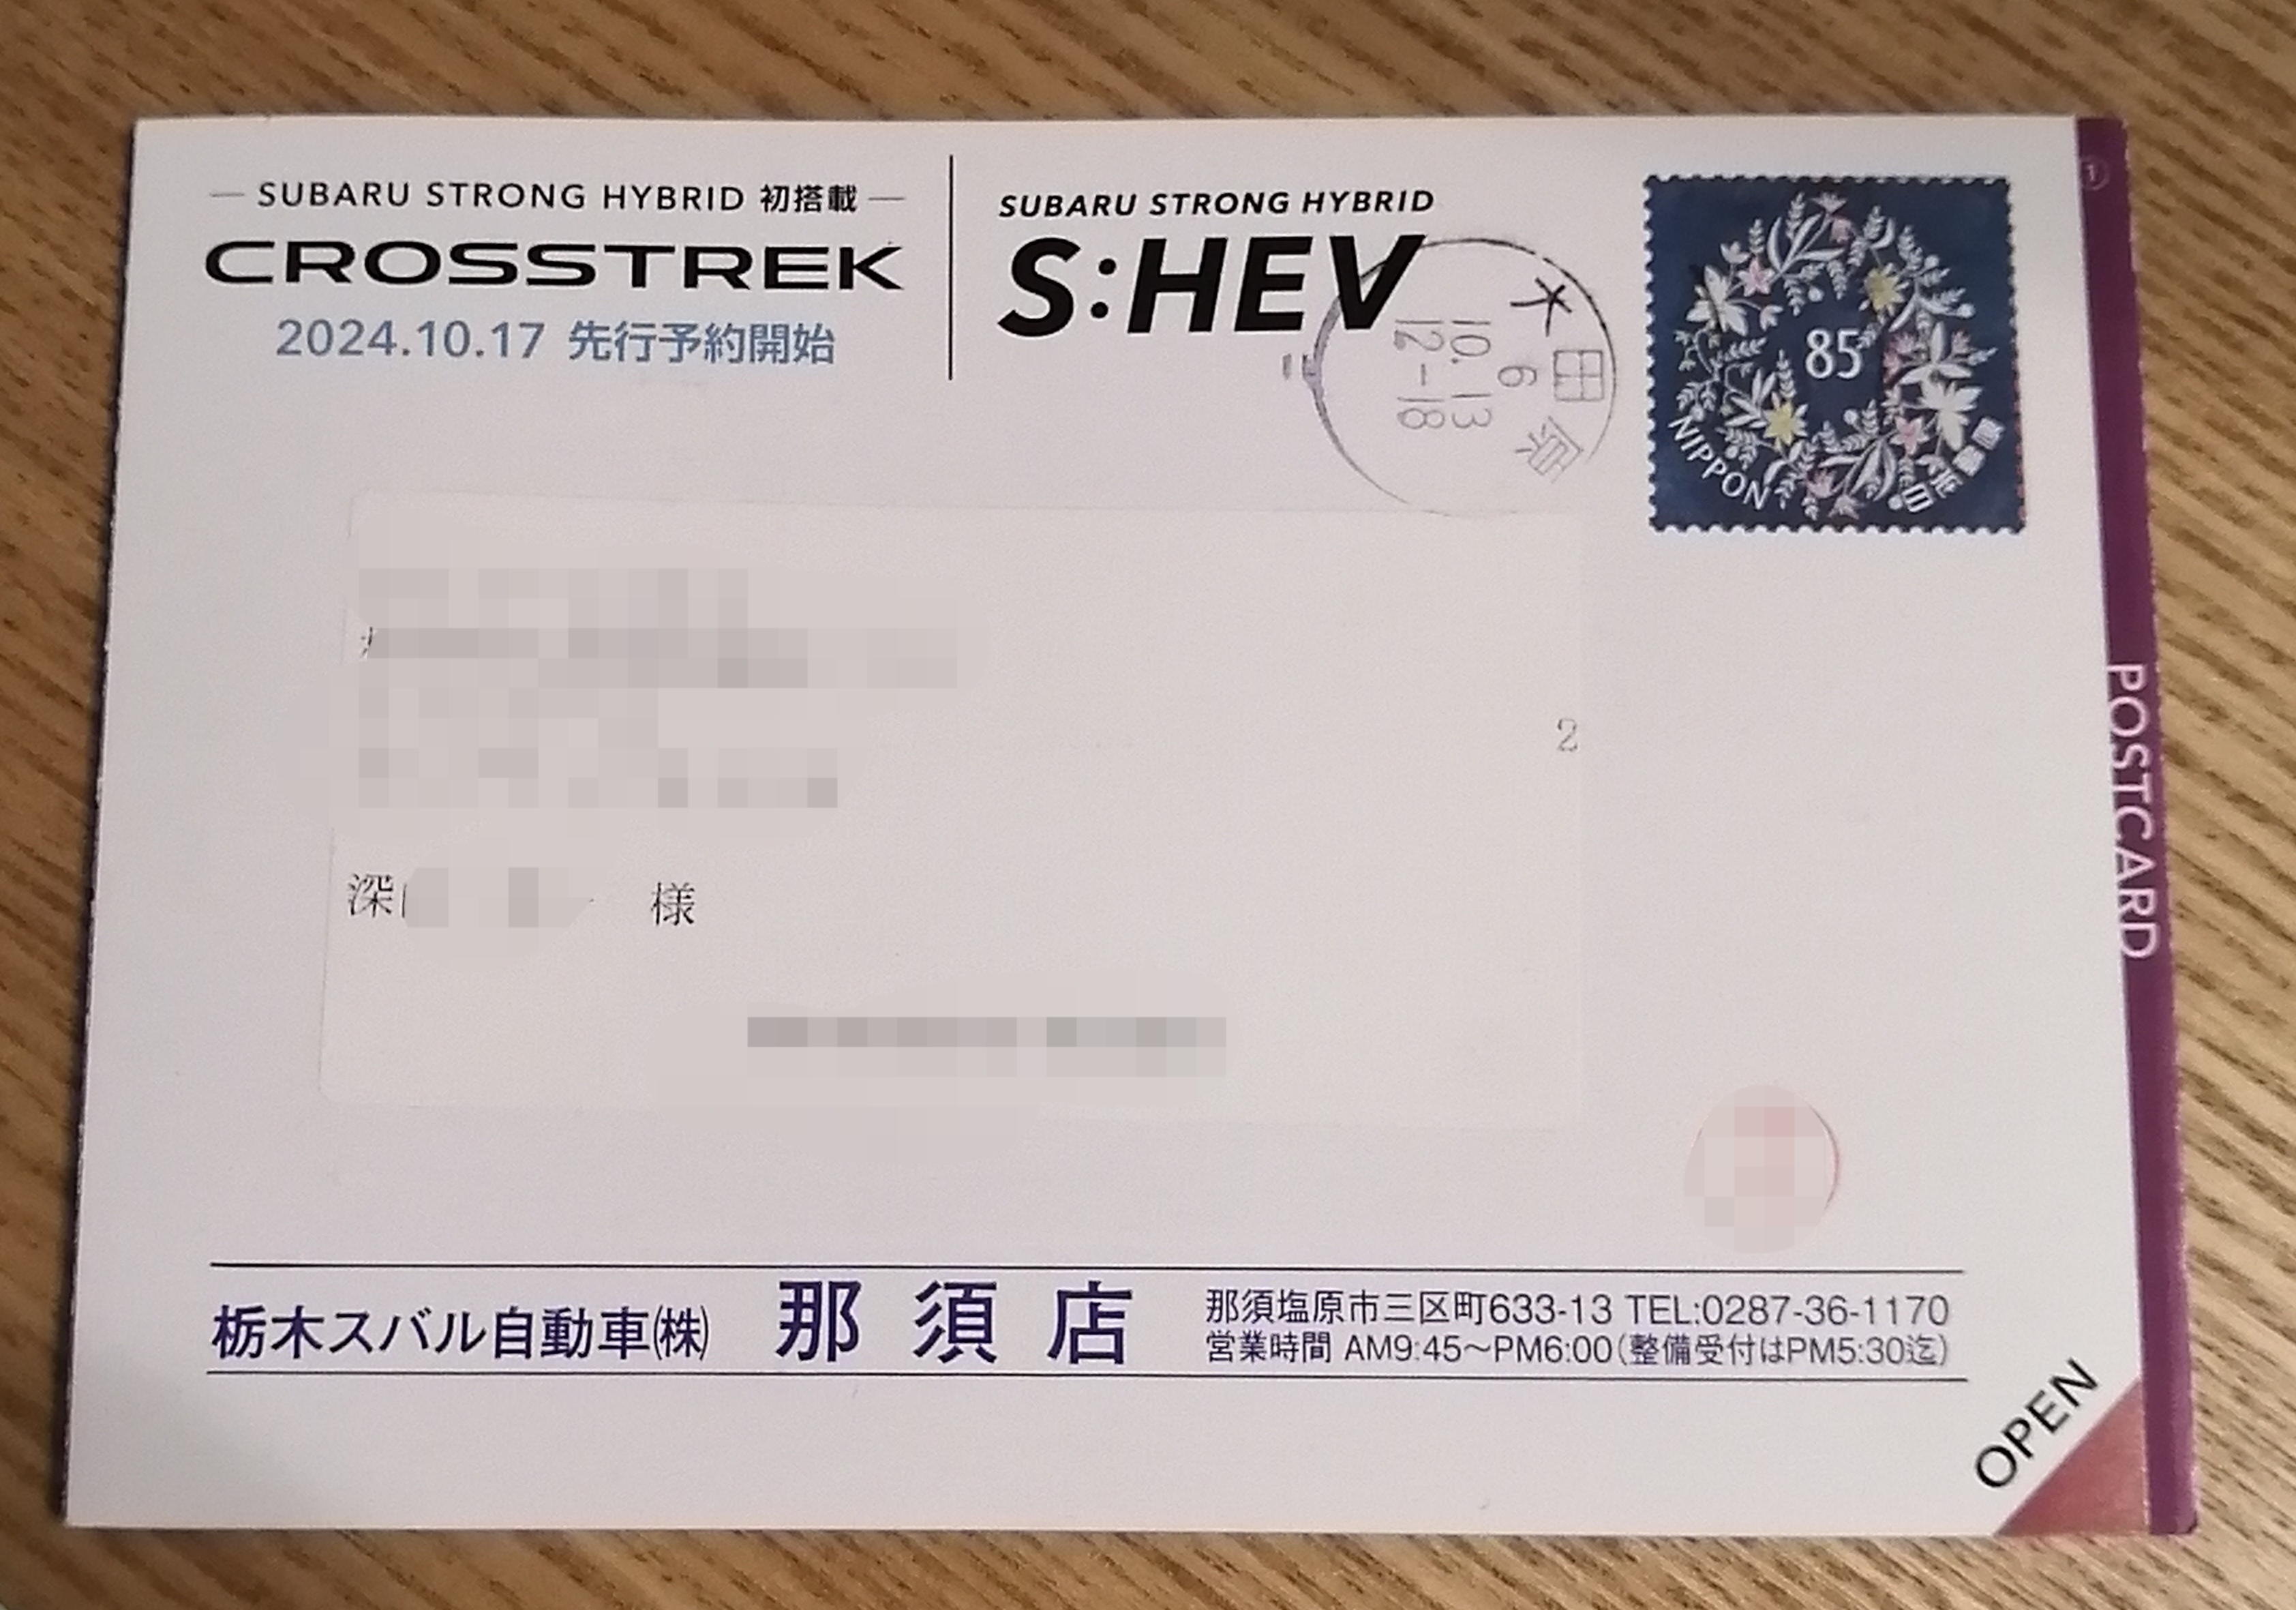 — SUBARU STRONG HYBRID 初搭載 —
CROSSTREK
2024.10.17 先行予約開始
SUBARU STRONG HYBRID
S:HEV
大田原
6
10.13
12-18
85
NIPPON
日本郵便
①
POSTCARD
2
深
様
栃木スバル自動車㈱ 那須店
那須塩原市三区町633-13 TEL:0287-36-1170
営業時間 AM9:45～PM6:00(整備受付はPM5:30迄)
OPEN